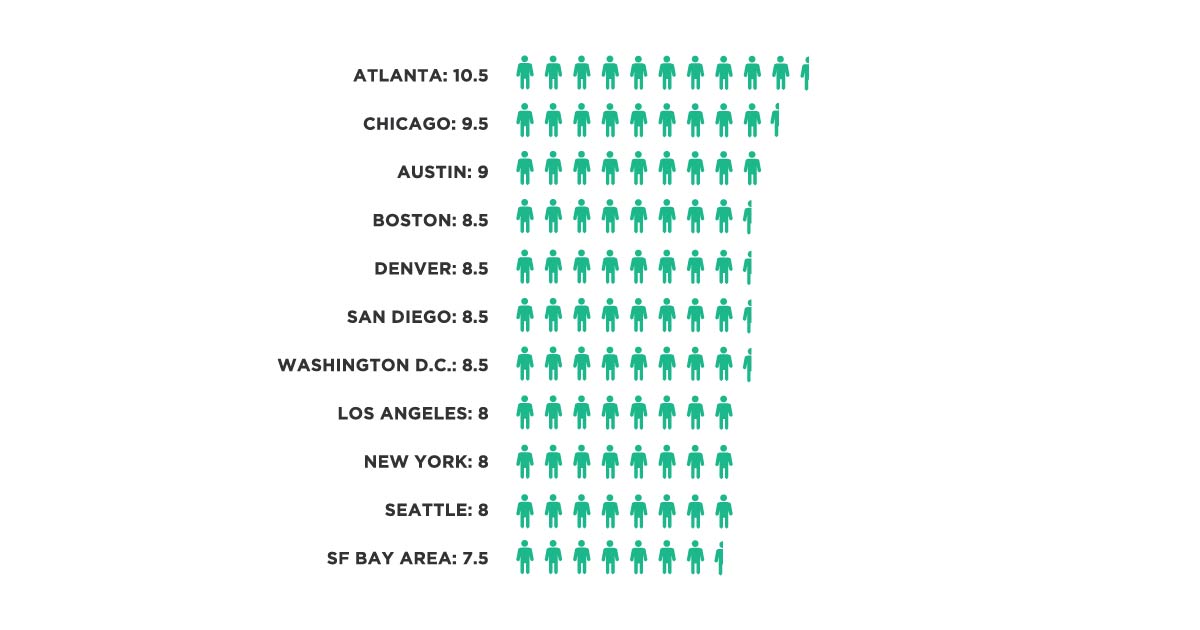 ATLANTA: 10.5
CHICAGO: 9.5
AUSTIN: 9
BOSTON: 8.5
DENVER: 8.5
SAN DIEGO: 8.5
WASHINGTON D.C.: 8.5
LOS ANGELES: 8
NEW YORK: 8
SEATTLE: 8
SF BAY AREA: 7.5